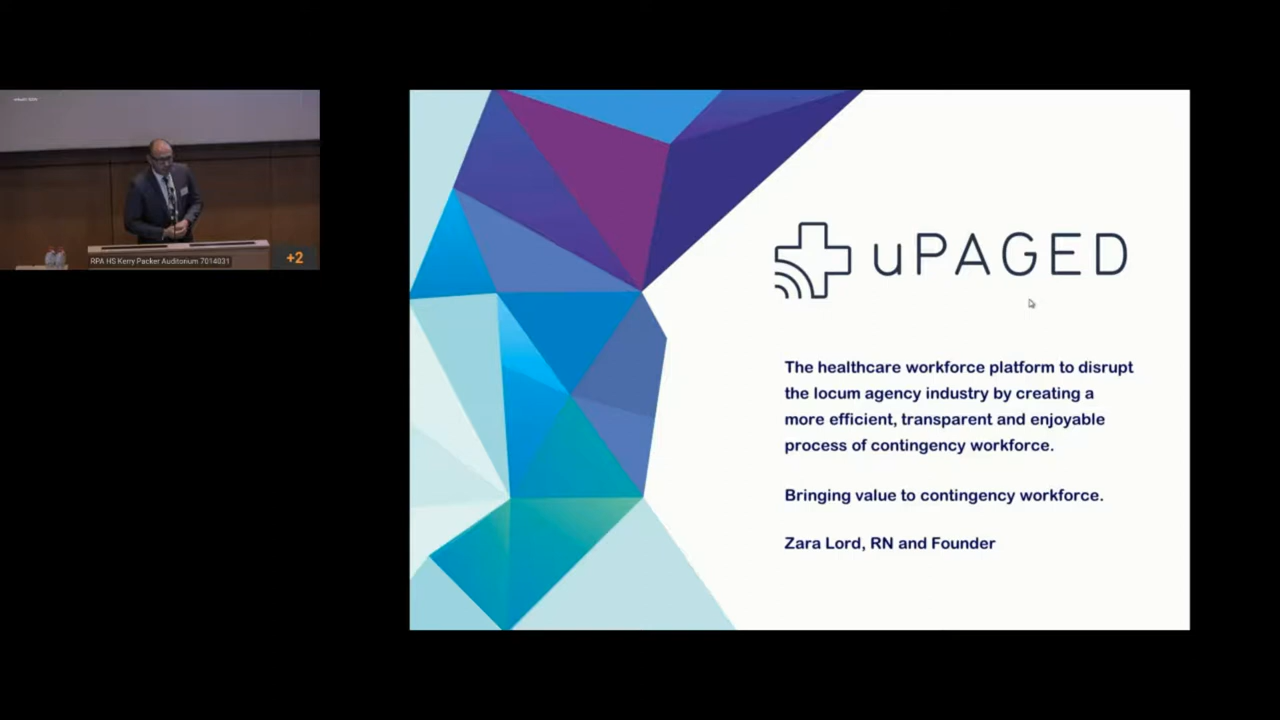 RPA HS Kerry Packer Auditorium 7014031
+2
uPAGED
The healthcare workforce platform to disrupt
the locum agency industry by creating a
more efficient, transparent and enjoyable
process of contingency workforce.
Bringing value to contingency workforce.
Zara Lord, RN and Founder